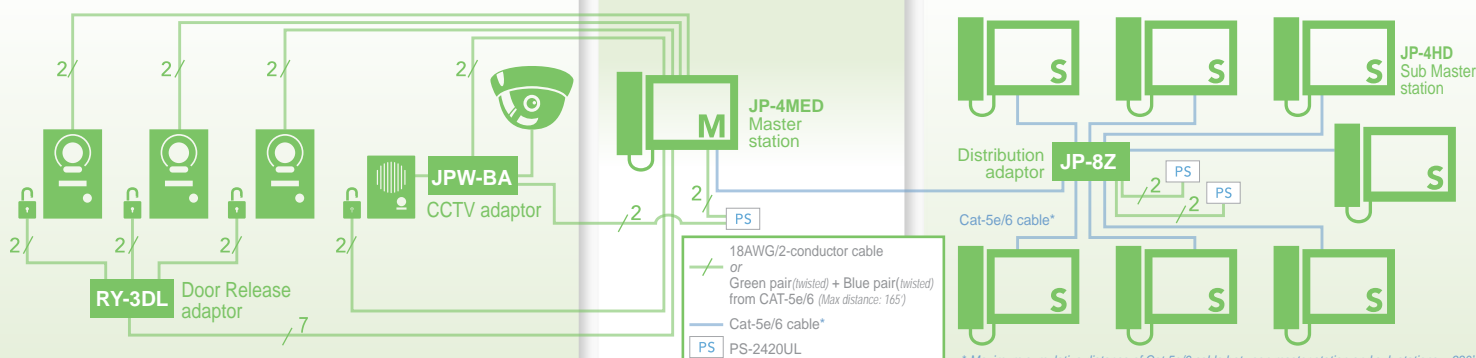 2
2
2
2
JPW-BA
CCTV adaptor
2
2
2
2
RY-3DL
Door Release
adaptor
7
2
M
JP-4MED
Master
station
2
PS
18AWG/2-conductor cable
or
Green pair(twisted) + Blue pair(twisted)
from CAT-5e/6 (Max distance: 165')
Cat-5e/6 cable*
PS PS-2420UL
S
S
S
JP-4HD
Sub Master
station
Distribution
adaptor
JP-8Z
2
PS
2
PS
S
Cat-5e/6 cable*
S
S
S